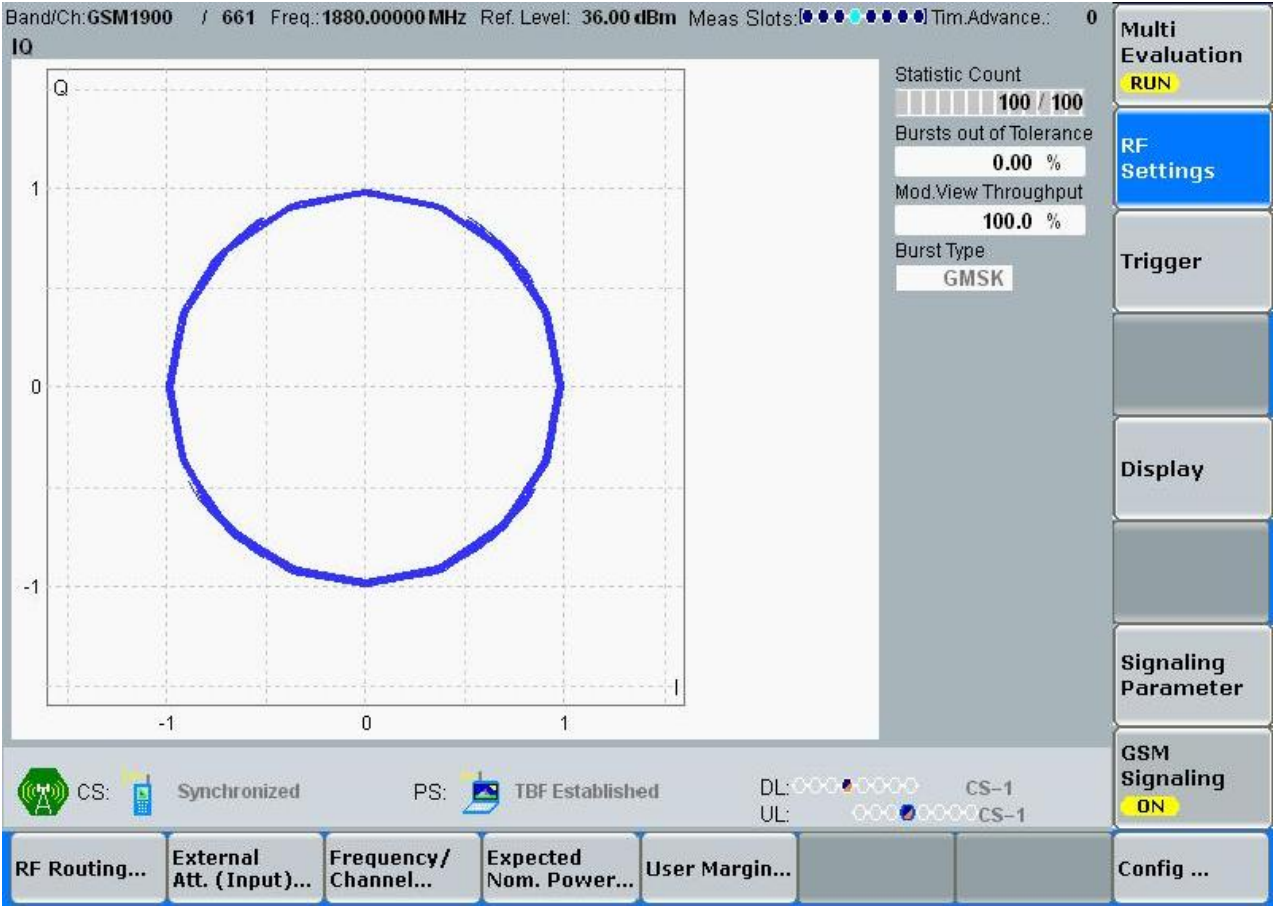 Band/Ch:GSM1900 / 661 Freq.:1880.00000 MHz Ref. Level: 36.00 dBm Meas Slots: Tim.Advance.: 0
IQ
Q
1
0
-1
-1 0 1
I
Statistic Count
100 / 100
Bursts out of Tolerance
0.00 %
Mod.View Throughput
100.0 %
Burst Type
GMSK
Multi
Evaluation
RUN
RF
Settings
Trigger
Display
Signaling
Parameter
GSM
Signaling
ON
CS: Synchronized PS: TBF Established DL: CS-1
UL: CS-1
RF Routing...
External
Att. (Input)...
Frequency/
Channel...
Expected
Nom. Power...
User Margin...
Config ...